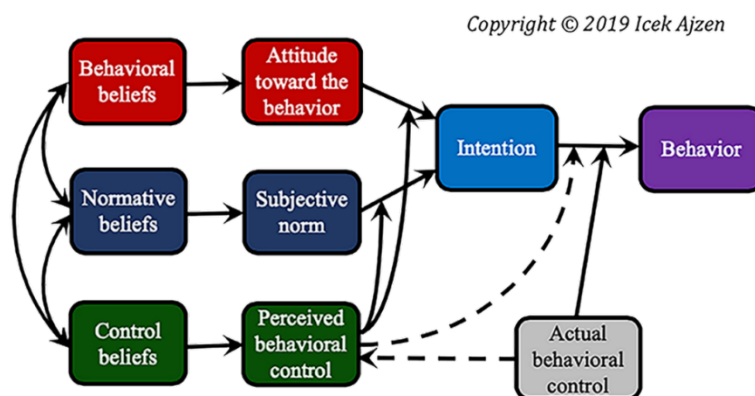 Copyright © 2019 Icek Ajzen
Behavioral
beliefs
Attitude
toward the
behavior
Intention
Behavior
Normative
beliefs
Subjective
norm
Control
beliefs
Perceived
behavioral
control
Actual
behavioral
control